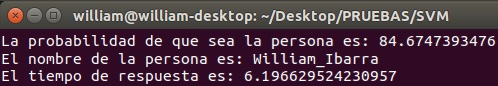 william@william-desktop: ~/Desktop/PRUEBAS/SVM
La probabilidad de que sea la persona es: 84.6747393476
El nombre de la persona es: William_Ibarra
El tiempo de respuesta es: 6.196629524230957